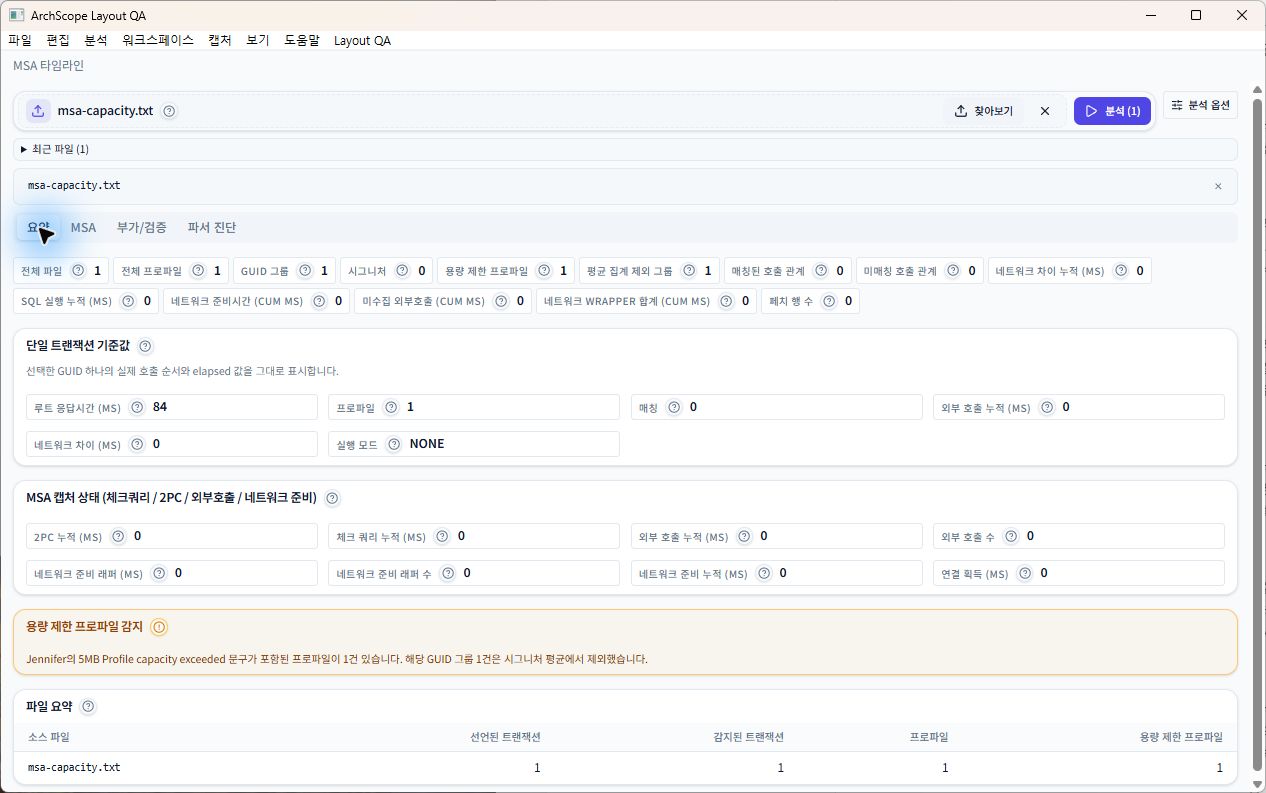 ArchScope Layout QA
파일 편집 분석 워크스페이스 캡처 보기 도움말 Layout QA
MSA 타임라인
msa-capacity.txt 찾아보기 분석 (1) 분석 옵션
최근 파일 (1)
msa-capacity.txt
요약 MSA 부가/검증 파서 진단
전체 파일 1 전체 프로파일 1 GUID 그룹 1 시그니처 0 용량 제한 프로파일 1 평균 집계 제외 그룹 1 매칭된 호출 관계 0 미매칭 호출 관계 0 네트워크 차이 누적 (MS) 0
SQL 실행 누적 (MS) 0 네트워크 준비시간 (CUM MS) 0 미수집 외부호출 (CUM MS) 0 네트워크 WRAPPER 합계 (CUM MS) 0 페치 행 수 0
단일 트랜잭션 기준값
선택한 GUID 하나의 실제 호출 순서와 elapsed 값을 그대로 표시합니다.
루트 응답시간 (MS) 84 프로파일 1 매칭 0 외부 호출 누적 (MS) 0
네트워크 차이 (MS) 0 실행 모드 NONE
MSA 캡처 상태 (체크쿼리 / 2PC / 외부호출 / 네트워크 준비)
2PC 누적 (MS) 0 체크 쿼리 누적 (MS) 0 외부 호출 누적 (MS) 0 외부 호출 수 0
네트워크 준비 래퍼 (MS) 0 네트워크 준비 래퍼 수 0 네트워크 준비 누적 (MS) 0 연결 획득 (MS) 0
용량 제한 프로파일 감지
Jennifer의 5MB Profile capacity exceeded 문구가 포함된 프로파일이 1건 있습니다. 해당 GUID 그룹 1건은 시그니처 평균에서 제외했습니다.
파일 요약
소스 파일 선언된 트랜잭션 감지된 트랜잭션 프로파일 용량 제한 프로파일
msa-capacity.txt 1 1 1 1